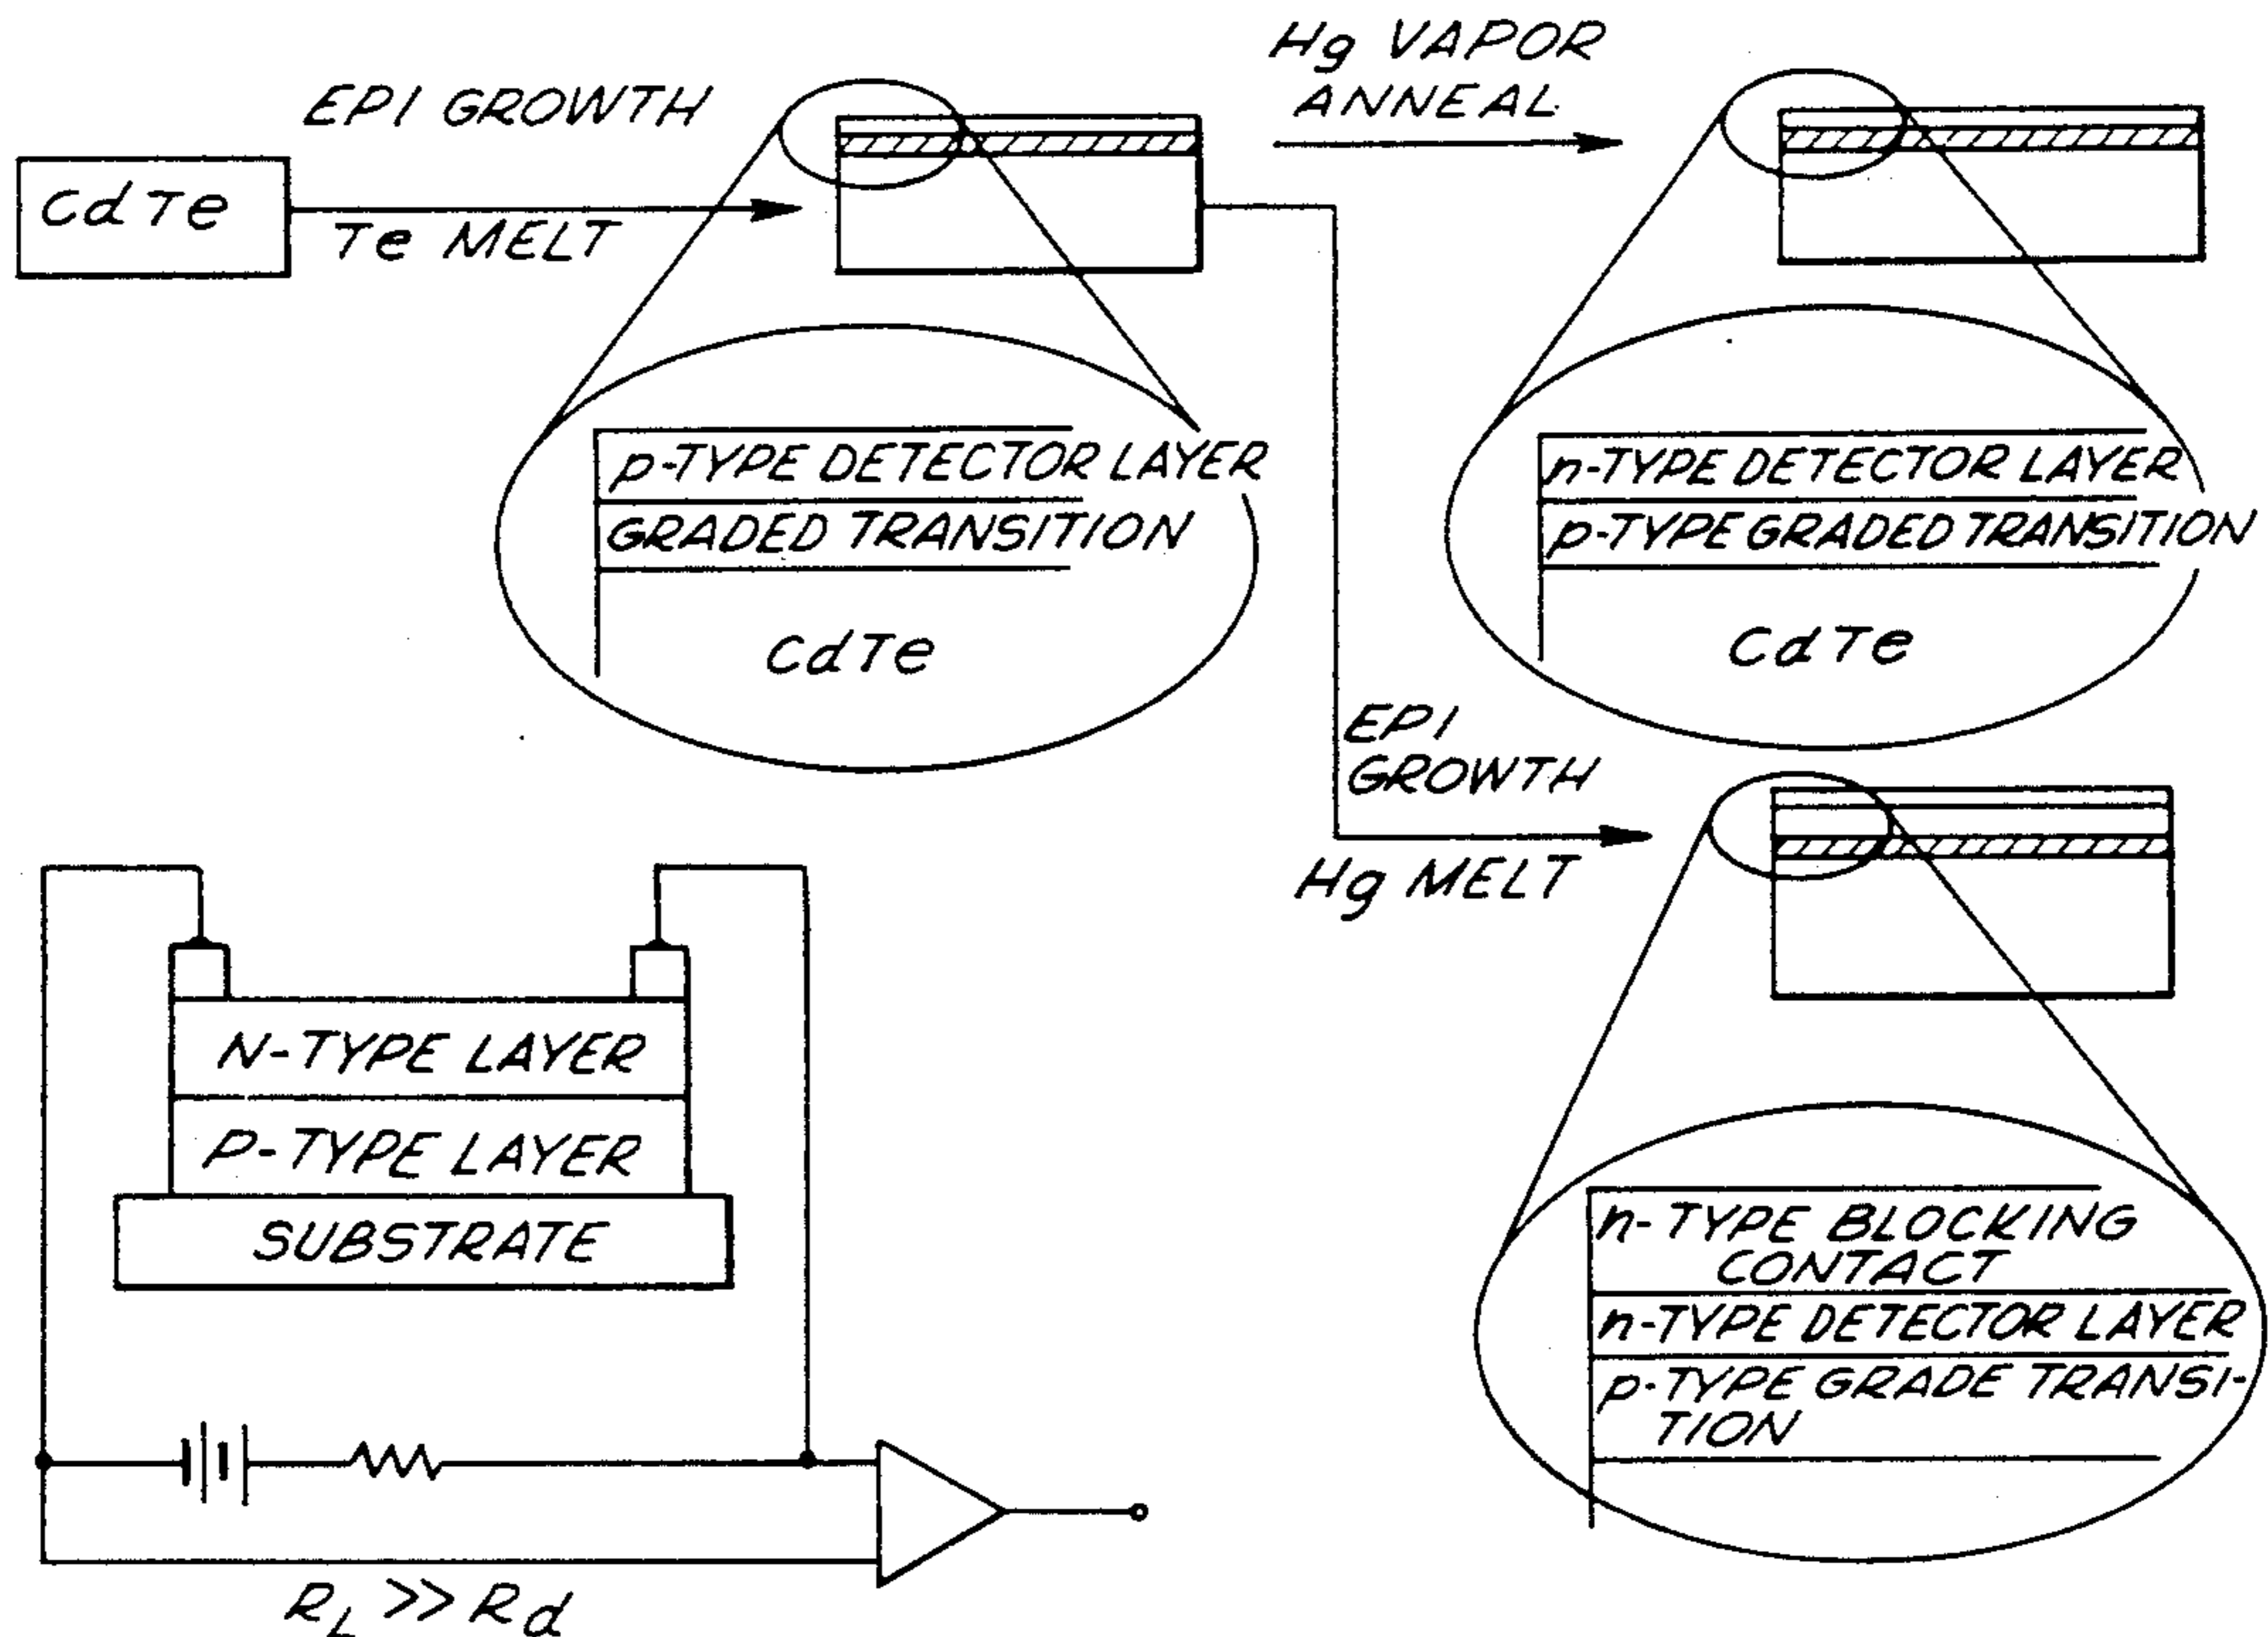 EPI GROWTH
CdTe
Te MELT
Hg VAPOR
ANNEAL
p-TYPE DETECTOR LAYER
GRADED TRANSITION
CdTe
n-TYPE DETECTOR LAYER
p-TYPE GRADED TRANSITION
CdTe
EPI
GROWTH
Hg MELT
n-TYPE BLOCKING
CONTACT
n-TYPE DETECTOR LAYER
p-TYPE GRADE TRANSI-
TION
N-TYPE LAYER
P-TYPE LAYER
SUBSTRATE
RL >> Rd